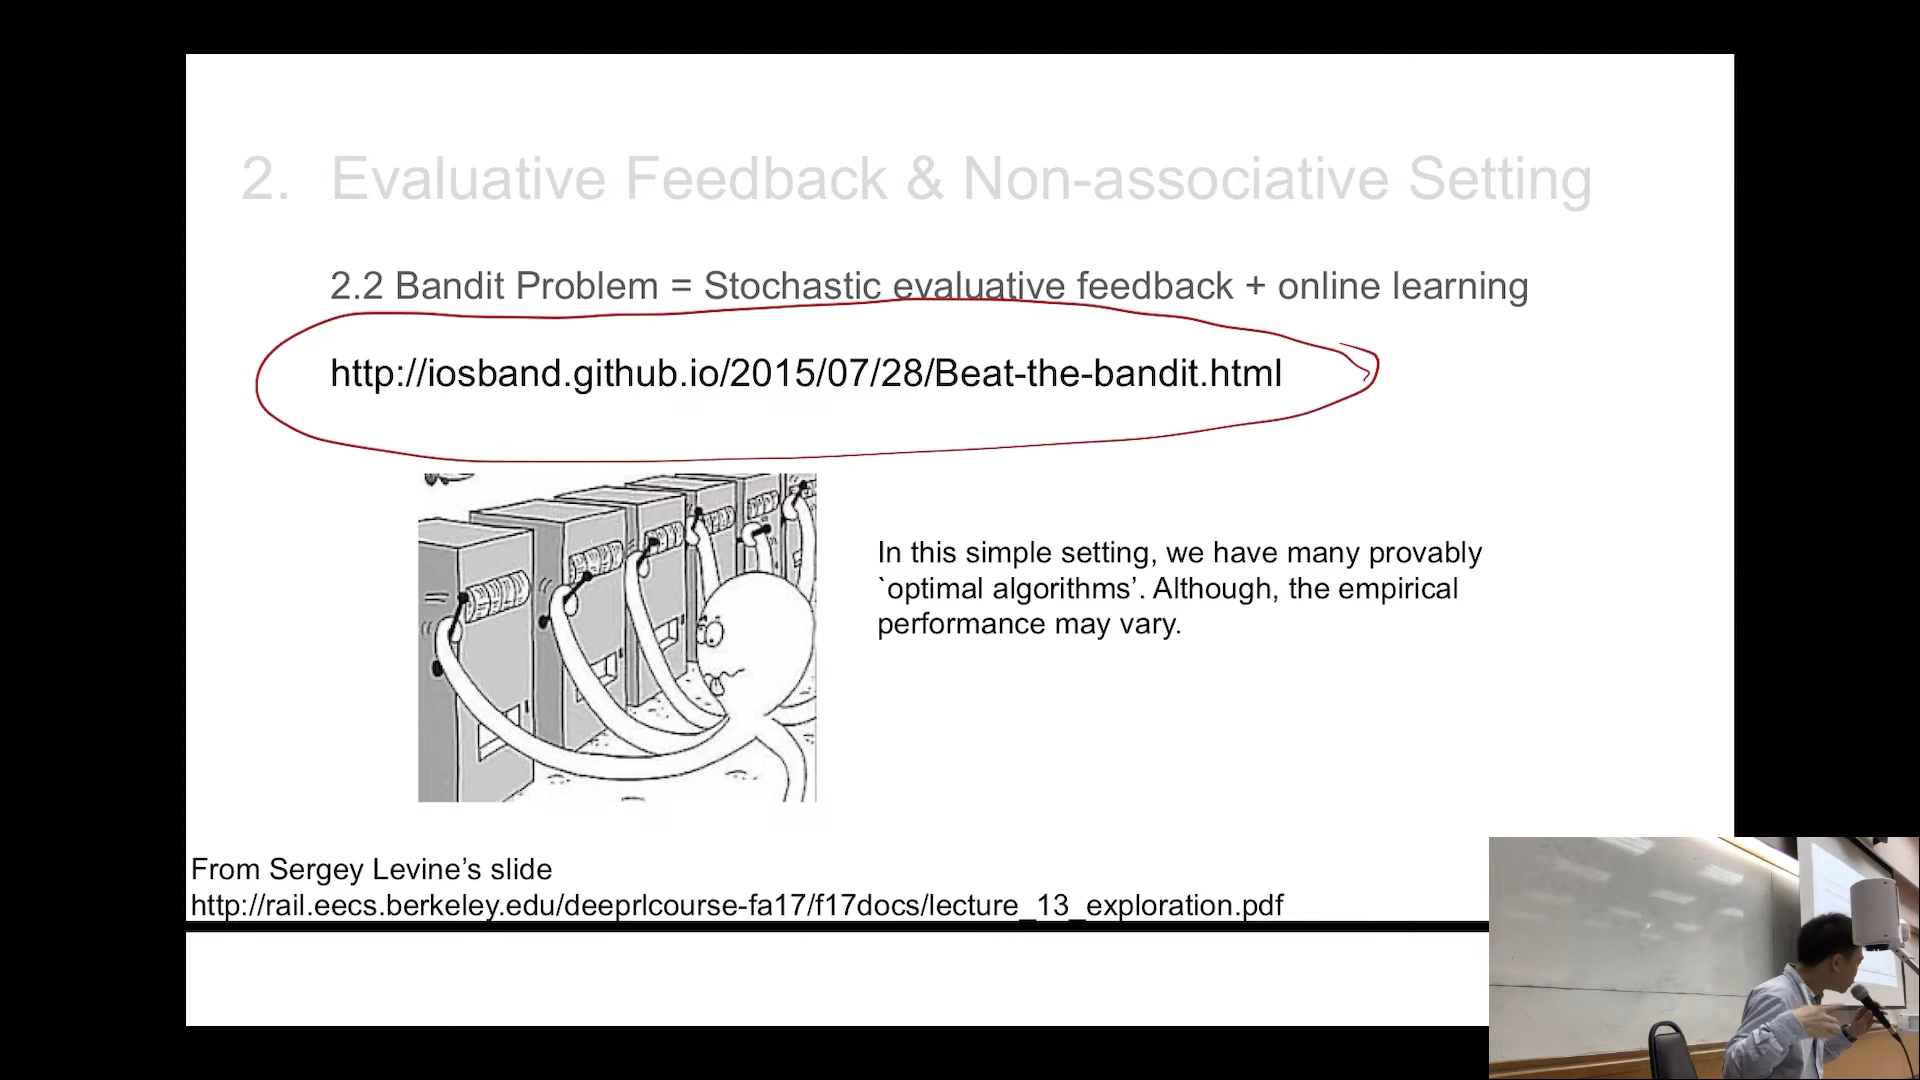 2. Evaluative Feedback & Non-associative Setting
2.2 Bandit Problem = Stochastic evaluative feedback + online learning
http://iosband.github.io/2015/07/28/Beat-the-bandit.html
In this simple setting, we have many provably
`optimal algorithms’. Although, the empirical
performance may vary.
From Sergey Levine’s slide
http://rail.eecs.berkeley.edu/deeprlcourse-fa17/f17docs/lecture_13_exploration.pdf